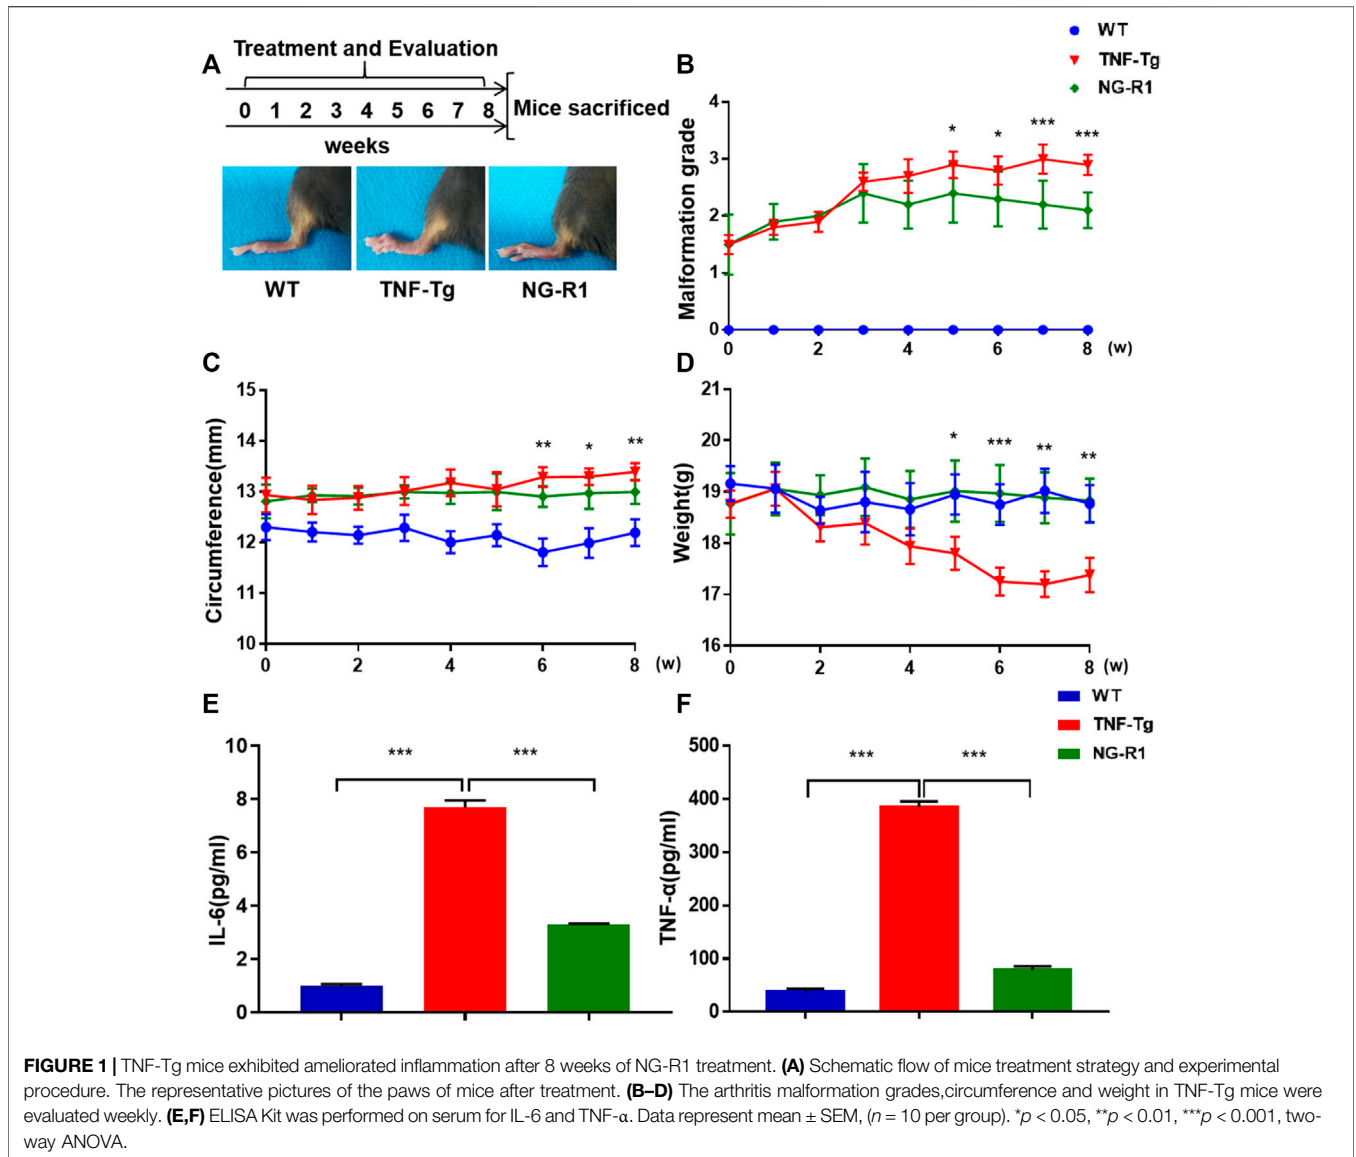 A
Treatment and Evaluation
0 1 2 3 4 5 6 7 8
Mice sacrificed
weeks
WT TNF-Tg NG-R1
B
WT
TNF-Tg
NG-R1
Malformation grade
4
3
2
1
0
* * *** ***
0 2 4 6 8 (w)
C
Circumference(mm)
15
14
13
12
11
10
** * **
0 2 4 6 8 (w)
D
Weight(g)
21
20
19
18
17
16
* *** ** **
0 2 4 6 8 (w)
E
IL-6(pg/ml)
10
8
6
4
2
0
*** ***
F
WT
TNF-Tg
NG-R1
TNF-α(pg/ml)
500
400
300
200
100
0
*** ***
FIGURE 1 | TNF-Tg mice exhibited ameliorated inflammation after 8 weeks of NG-R1 treatment. (A) Schematic flow of mice treatment strategy and experimental
procedure. The representative pictures of the paws of mice after treatment. (B–D) The arthritis malformation grades,circumference and weight in TNF-Tg mice were
evaluated weekly. (E,F) ELISA Kit was performed on serum for IL-6 and TNF-α. Data represent mean ± SEM, (n = 10 per group). *p < 0.05, **p < 0.01, ***p < 0.001, two-
way ANOVA.